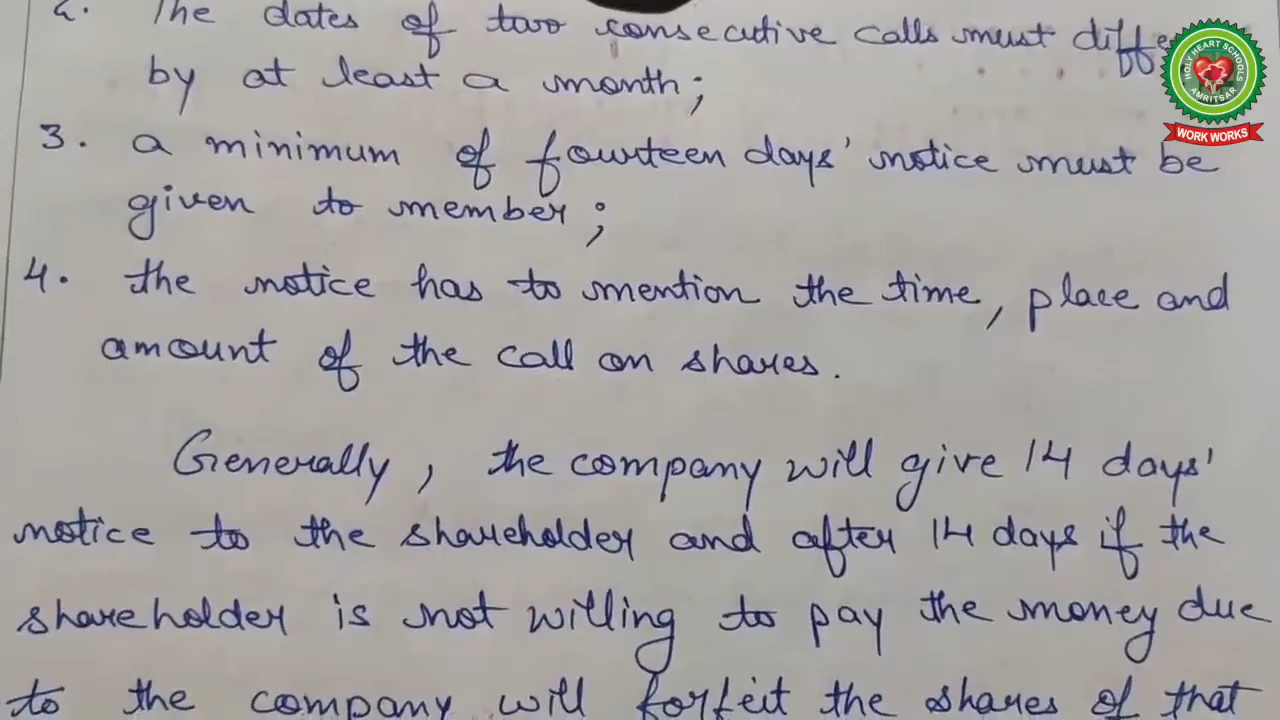 2. The dates of two consecutive calls must differ
by at least a month;
3. a minimum of fourteen days' notice must be
given to member;
4. the notice has to mention the time, place and
amount of the call on shares.
Generally, the company will give 14 days'
notice to the shareholder and after 14 days if the
shareholder is not willing to pay the money due
to the company will forfeit the shares of that
HOLY HEART SCHOOLS
AMRITSAR
WORK WORKS